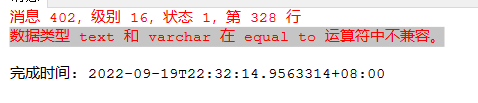 消息 402, 级别 16, 状态 1, 第 328 行
数据类型 text 和 varchar 在 equal to 运算符中不兼容。
完成时间: 2022-09-19T22:32:14.9563314+08:00